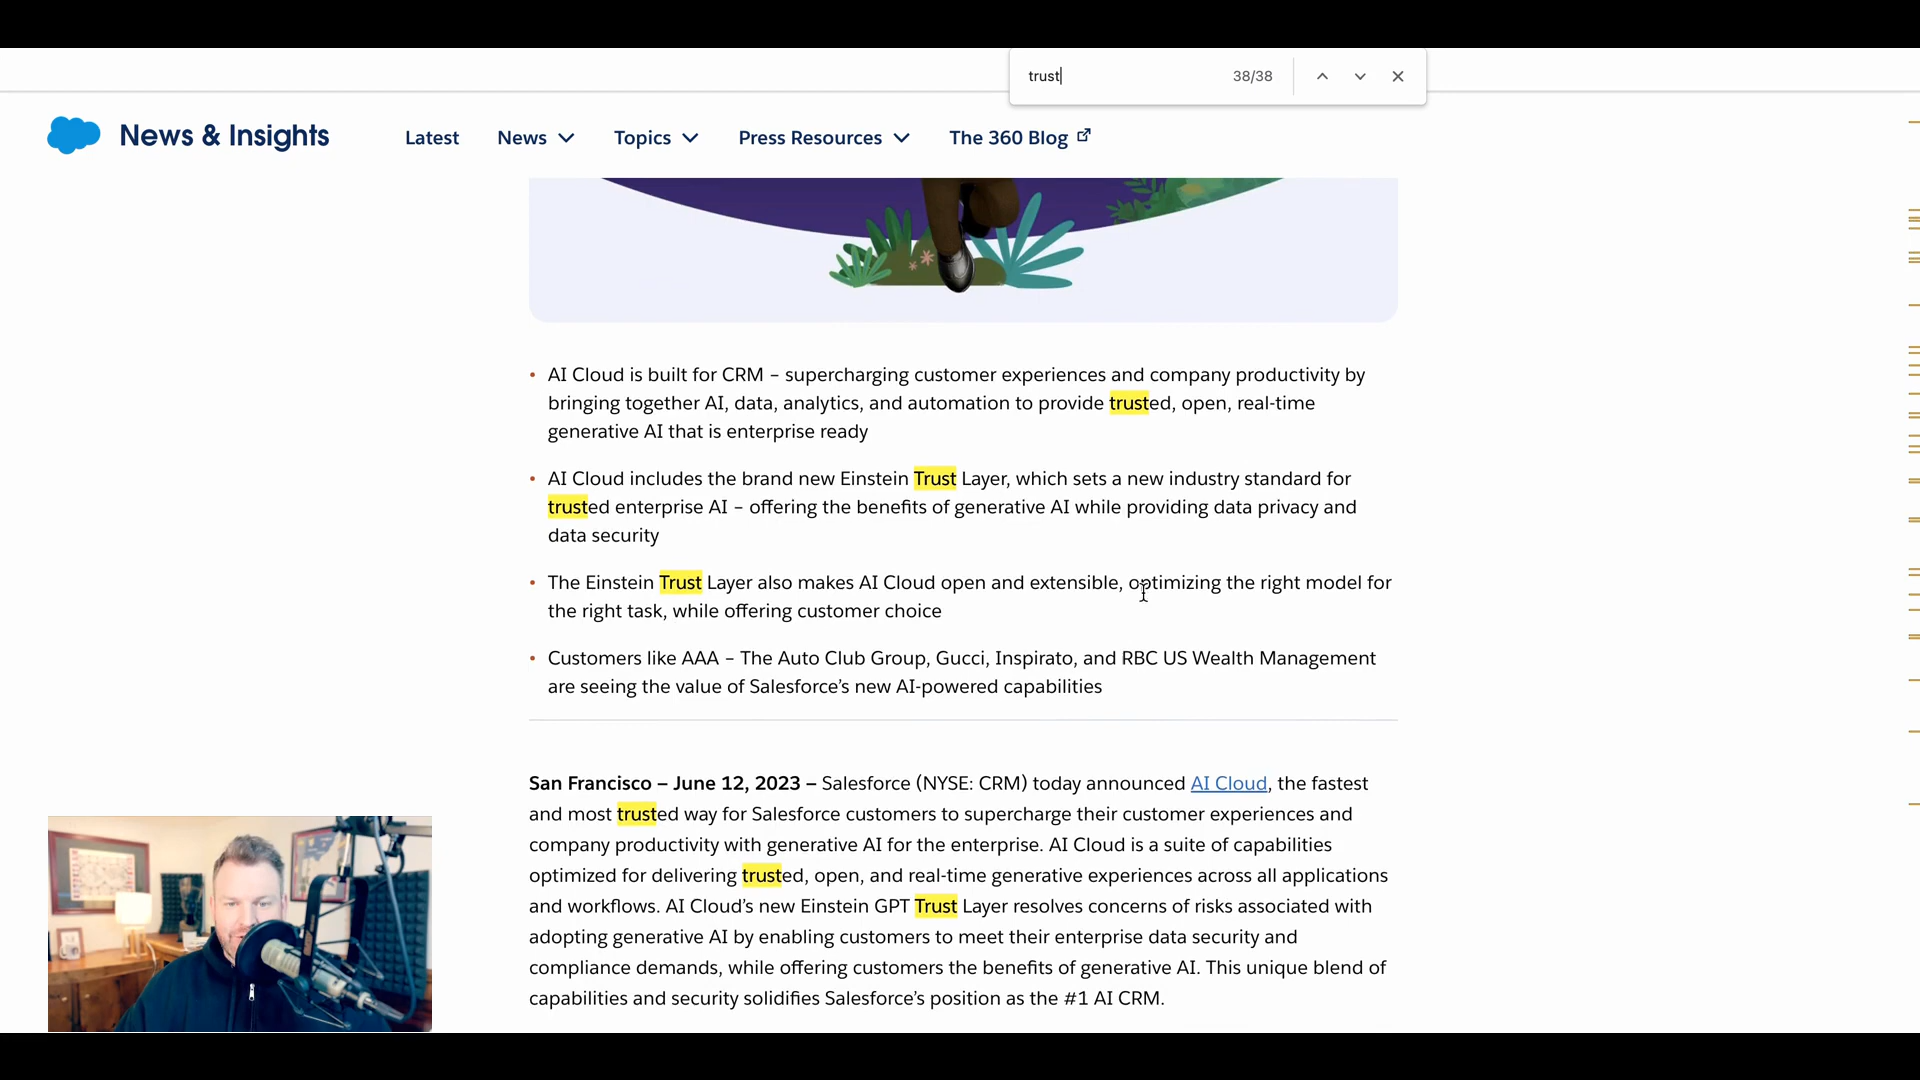 trust 38/38
News & Insights Latest News Topics Press Resources The 360 Blog
• AI Cloud is built for CRM – supercharging customer experiences and company productivity by
bringing together AI, data, analytics, and automation to provide trusted, open, real-time
generative AI that is enterprise ready
• AI Cloud includes the brand new Einstein Trust Layer, which sets a new industry standard for
trusted enterprise AI – offering the benefits of generative AI while providing data privacy and
data security
• The Einstein Trust Layer also makes AI Cloud open and extensible, optimizing the right model for
the right task, while offering customer choice
• Customers like AAA – The Auto Club Group, Gucci, Inspirato, and RBC US Wealth Management
are seeing the value of Salesforce’s new AI-powered capabilities
San Francisco – June 12, 2023 – Salesforce (NYSE: CRM) today announced AI Cloud, the fastest
and most trusted way for Salesforce customers to supercharge their customer experiences and
company productivity with generative AI for the enterprise. AI Cloud is a suite of capabilities
optimized for delivering trusted, open, and real-time generative experiences across all applications
and workflows. AI Cloud’s new Einstein GPT Trust Layer resolves concerns of risks associated with
adopting generative AI by enabling customers to meet their enterprise data security and
compliance demands, while offering customers the benefits of generative AI. This unique blend of
capabilities and security solidifies Salesforce’s position as the #1 AI CRM.